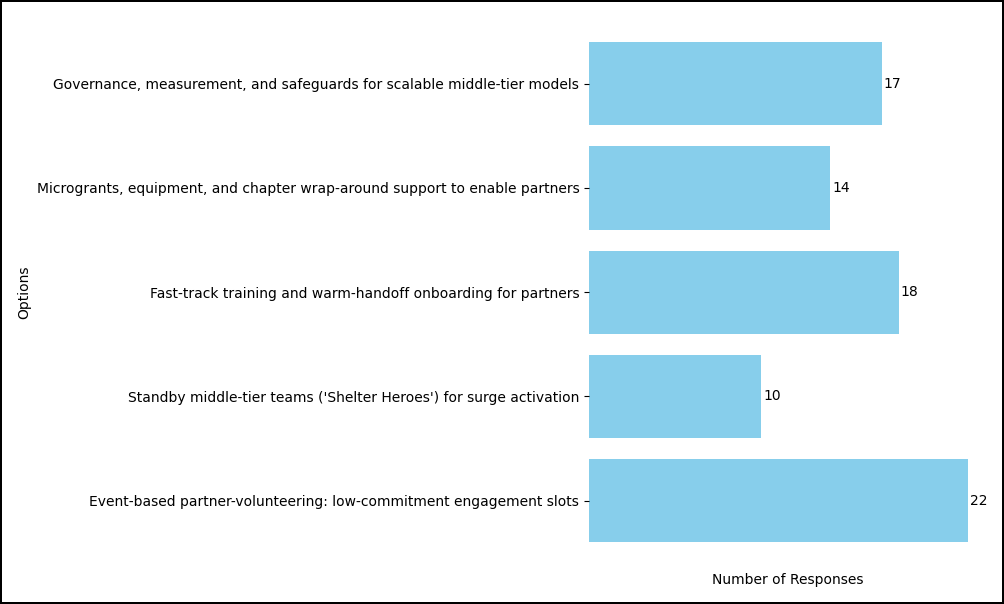 Governance, measurement, and safeguards for scalable middle-tier models
17
Microgrants, equipment, and chapter wrap-around support to enable partners
14
Options
Fast-track training and warm-handoff onboarding for partners
18
Standby middle-tier teams ('Shelter Heroes') for surge activation
10
Event-based partner-volunteering: low-commitment engagement slots
22
Number of Responses